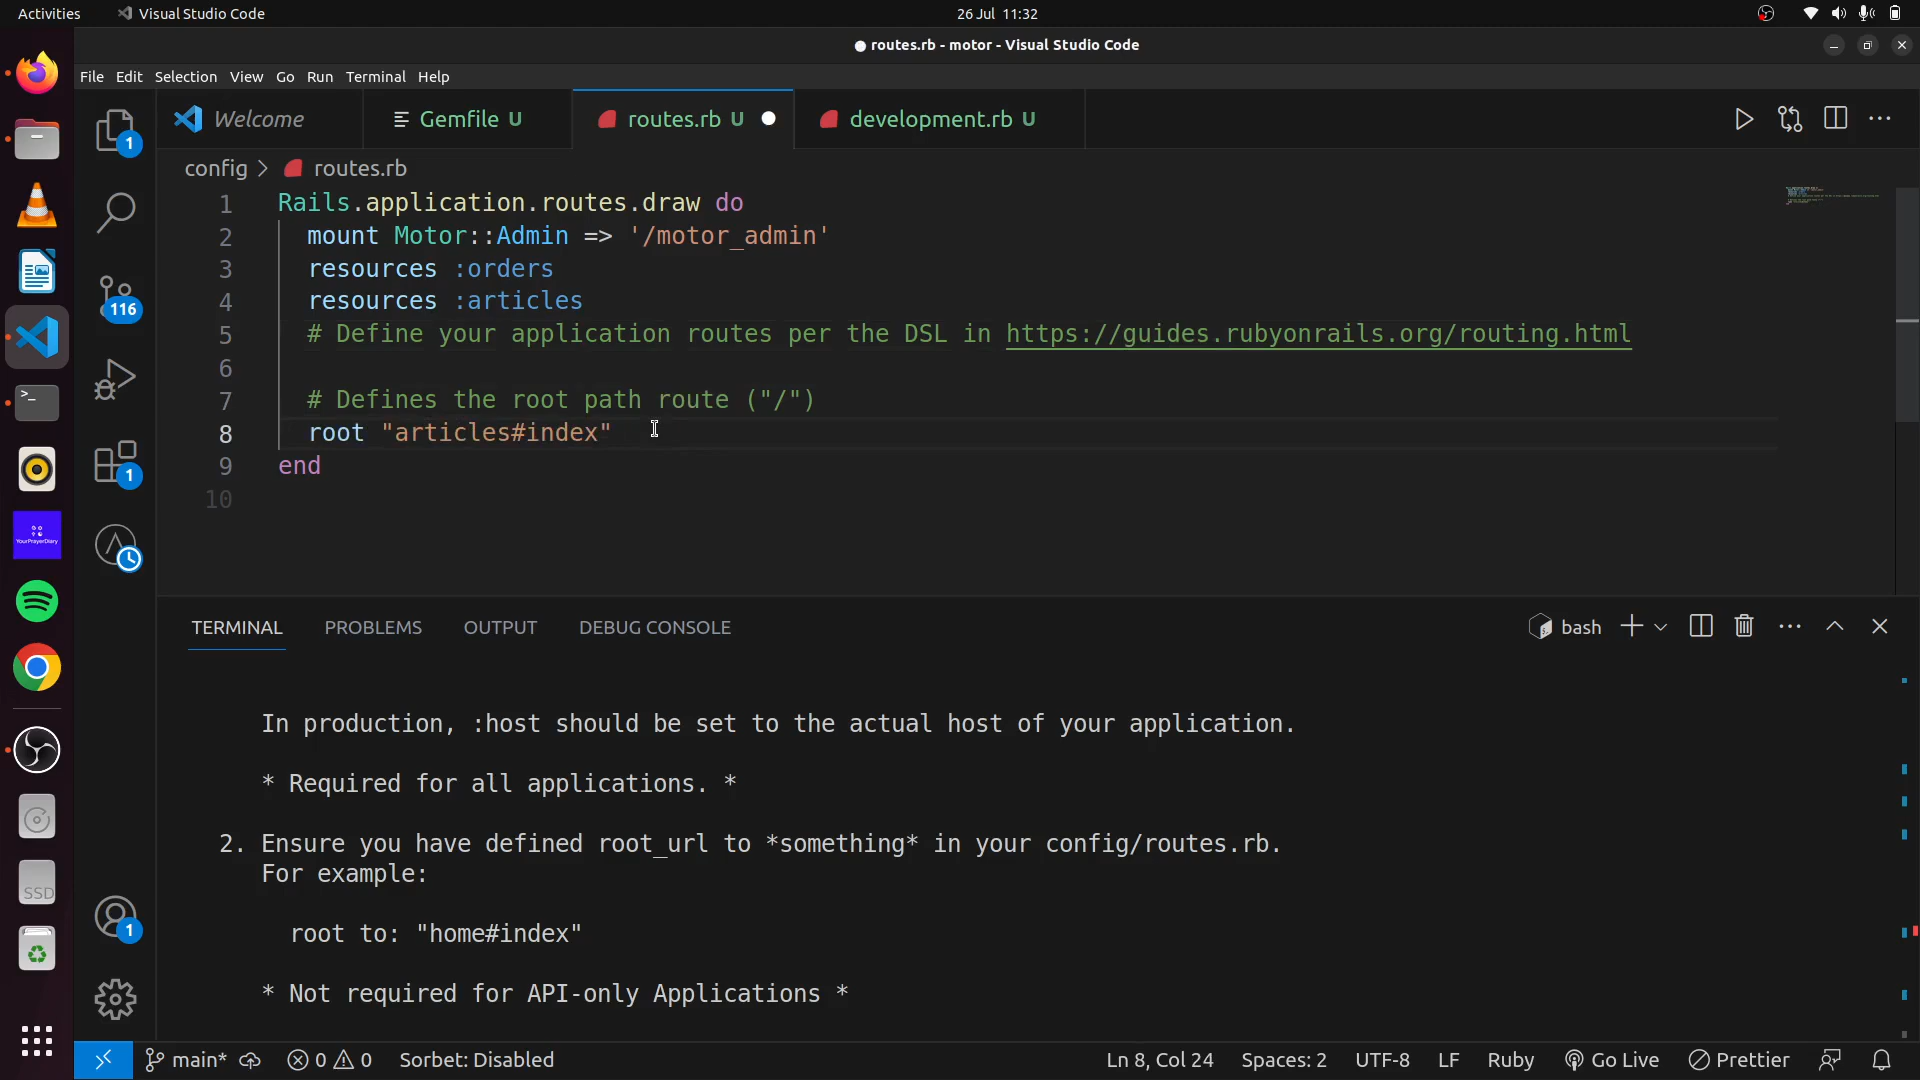 Activities
Visual Studio Code
26 Jul 11:32
routes.rb - motor - Visual Studio Code
File Edit Selection View Go Run Terminal Help
Welcome
Gemfile U
routes.rb U
development.rb U
config > routes.rb
1 Rails.application.routes.draw do
2 mount Motor::Admin => '/motor_admin'
3 resources :orders
4 resources :articles
5 # Define your application routes per the DSL in https://guides.rubyonrails.org/routing.html
6
7 # Defines the root path route ("/")
8 root "articles#index"
9 end
10
1
116
1
1
YourPrayerDiary
SSD
TERMINAL PROBLEMS OUTPUT DEBUG CONSOLE
bash
In production, :host should be set to the actual host of your application.
* Required for all applications. *
2. Ensure you have defined root_url to *something* in your config/routes.rb.
For example:
root to: "home#index"
* Not required for API-only Applications *
main* 0 0 Sorbet: Disabled
Ln 8, Col 24 Spaces: 2 UTF-8 LF Ruby Go Live Prettier